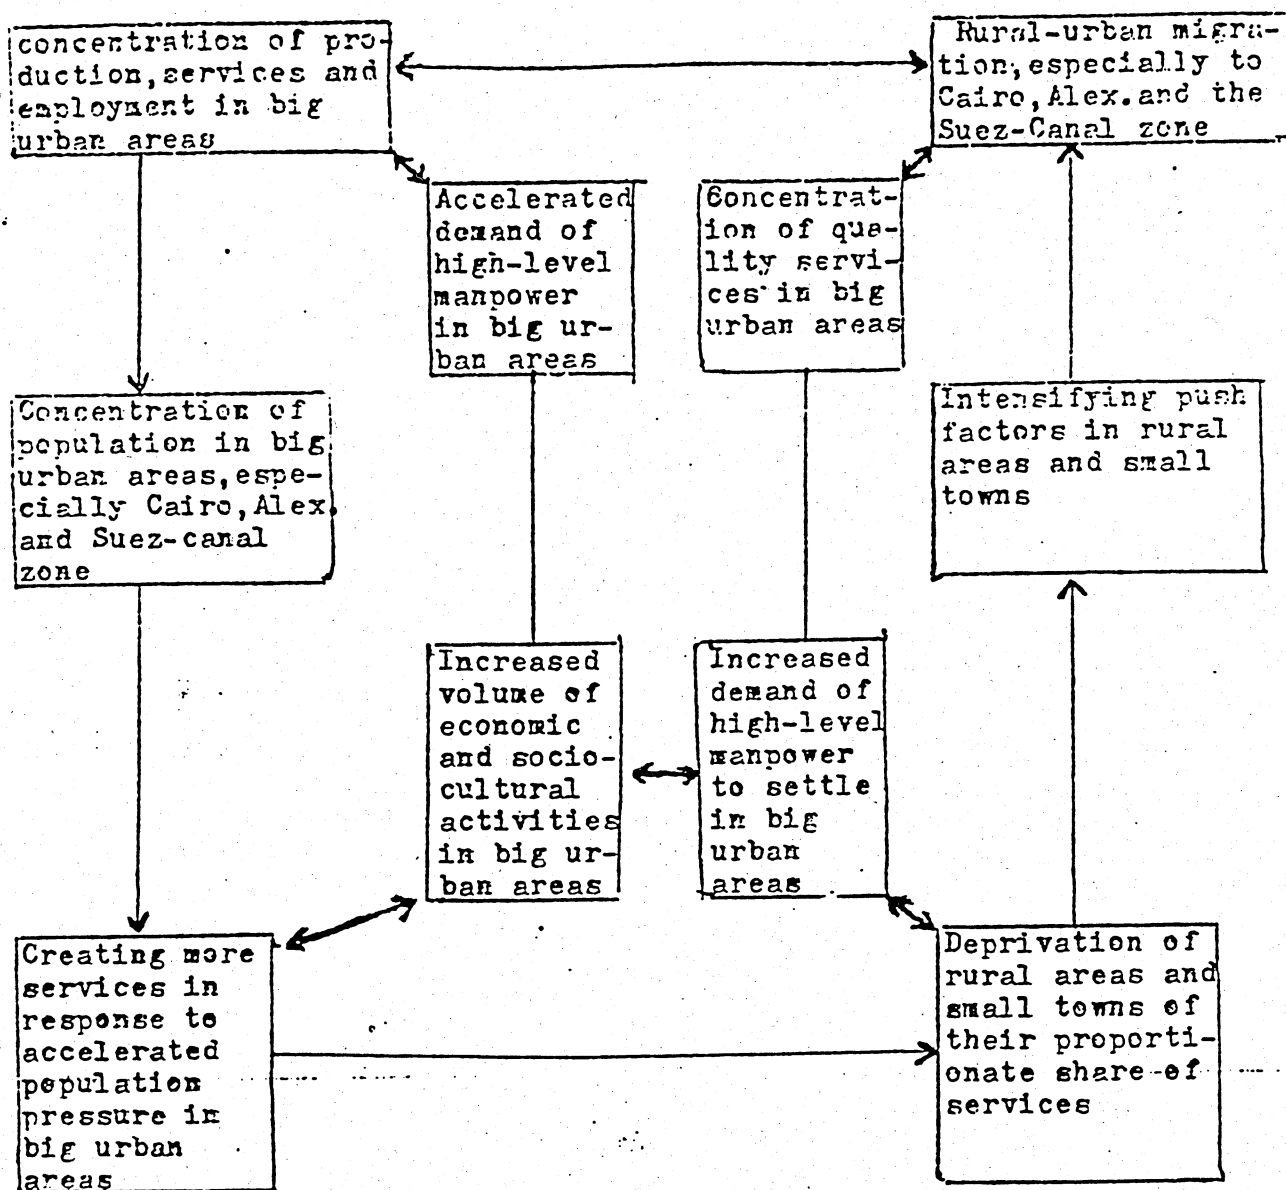 concentration of pro-
duction,services and
employment in big
urban areas
Rural-urban migra-
tion,especially to
Cairo,Alex.and the
Suez-Canal zone
Accelerated
demand of
high-level
manpower
in big ur-
ban areas
Concentrat-
ion of qua-
lity servi-
ces in big
urban areas
Concentration of
population in big
urban areas,espe-
cially Cairo,Alex.
and Suez-canal
zone
Intensifying push
factors in rural
areas and small
towns
Increased
volume of
economic
and socio-
cultural
activities
in big ur-
ban areas
Increased
demand of
high-level
manpower
to settle
in big
urban
areas
Creating more
services in
response to
accelerated
population
pressure in
big urban
areas
Deprivation of
rural areas and
small towns of
their proporti-
onate share of
services